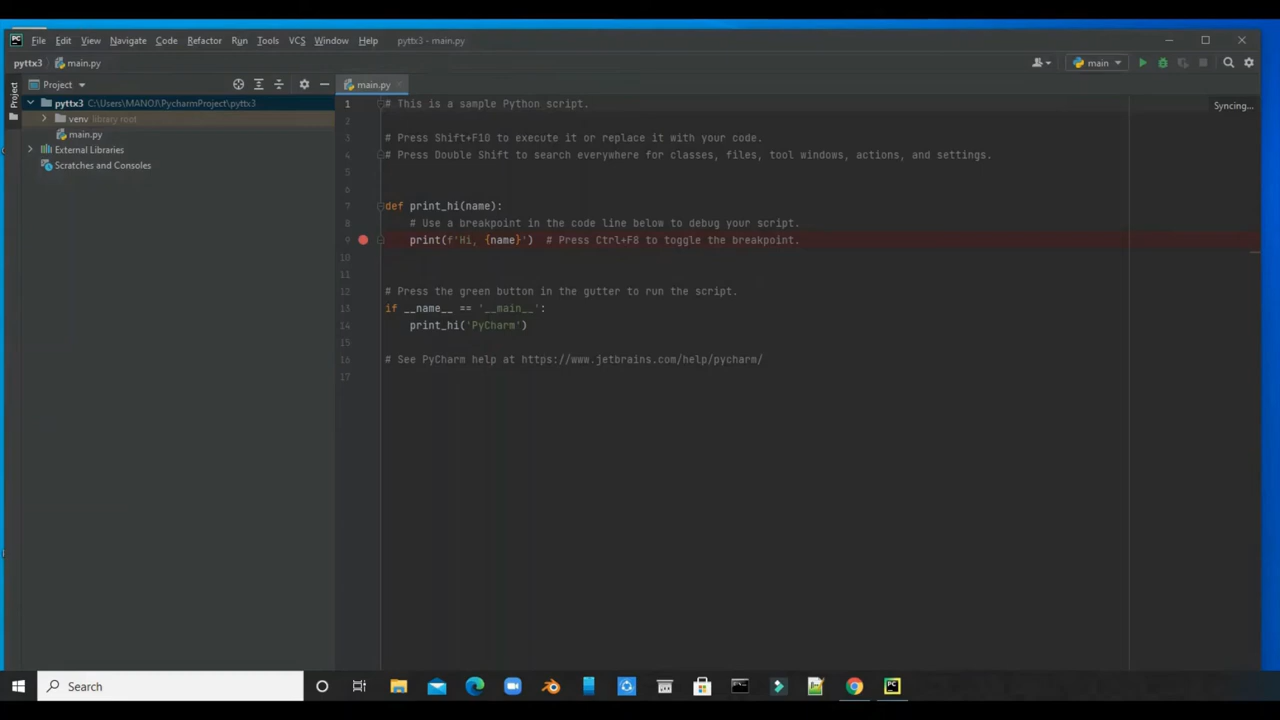 PC File Edit View Navigate Code Refactor Run Tools VCS Window Help pyttx3 - main.py
pyttx3 main.py main
Project
Project main.py
pyttx3 C:\Users\MANOJ\PycharmProject\pyttx3
venv library root
main.py
External Libraries
Scratches and Consoles
Syncing...
1 # This is a sample Python script.
2
3 # Press Shift+F10 to execute it or replace it with your code.
4 # Press Double Shift to search everywhere for classes, files, tool windows, actions, and settings.
5
6
7 def print_hi(name):
8 # Use a breakpoint in the code line below to debug your script.
9 print(f'Hi, {name}') # Press Ctrl+F8 to toggle the breakpoint.
10
11
12 # Press the green button in the gutter to run the script.
13 if __name__ == '__main__':
14 print_hi('PyCharm')
15
16 # See PyCharm help at https://www.jetbrains.com/help/pycharm/
17
Search
PC